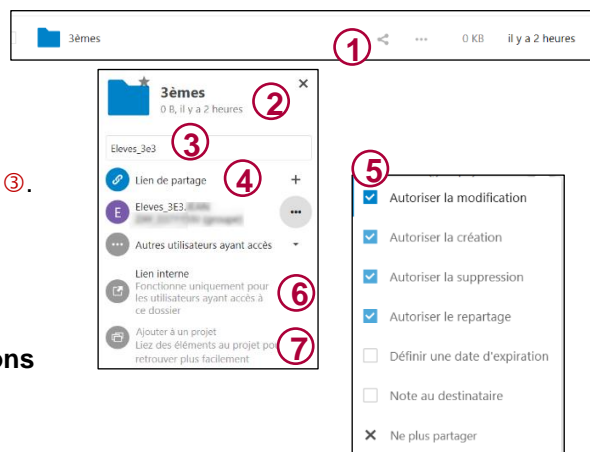 3èmes ① ... 0 KB il y a 2 heures
3èmes
0 B, il y a 2 heures ②
Eleves_3e3 ③
③.
Lien de partage ④ +
E Eleves_3E3. ...
Autres utilisateurs ayant accès
Lien interne
Fonctionne uniquement pour
les utilisateurs ayant accès à
ce dossier ⑥
Ajouter à un projet
Liez des éléments au projet pou
retrouver plus facilement ⑦
ons
⑤
Autoriser la modification
Autoriser la création
Autoriser la suppression
Autoriser le repartage
Définir une date d'expiration
Note au destinataire
Ne plus partager